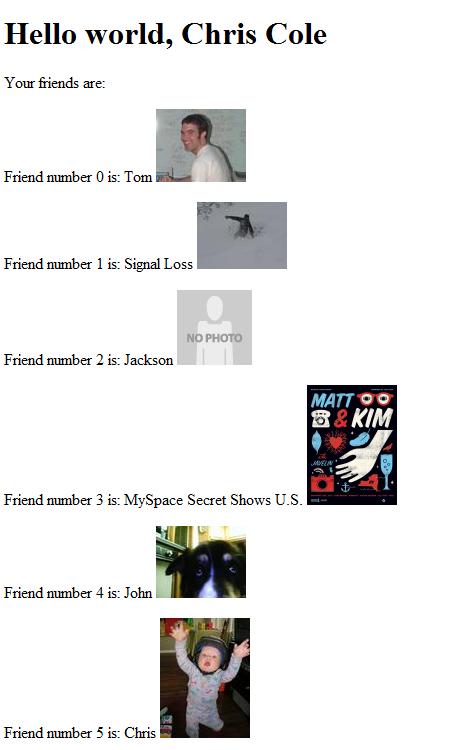 Hello world, Chris Cole
Your friends are:
Friend number 0 is: Tom
Friend number 1 is: Signal Loss
Friend number 2 is: Jackson
NO PHOTO
Friend number 3 is: MySpace Secret Shows U.S.
MATT
& KIM
JAVELIN
Friend number 4 is: John
Friend number 5 is: Chris